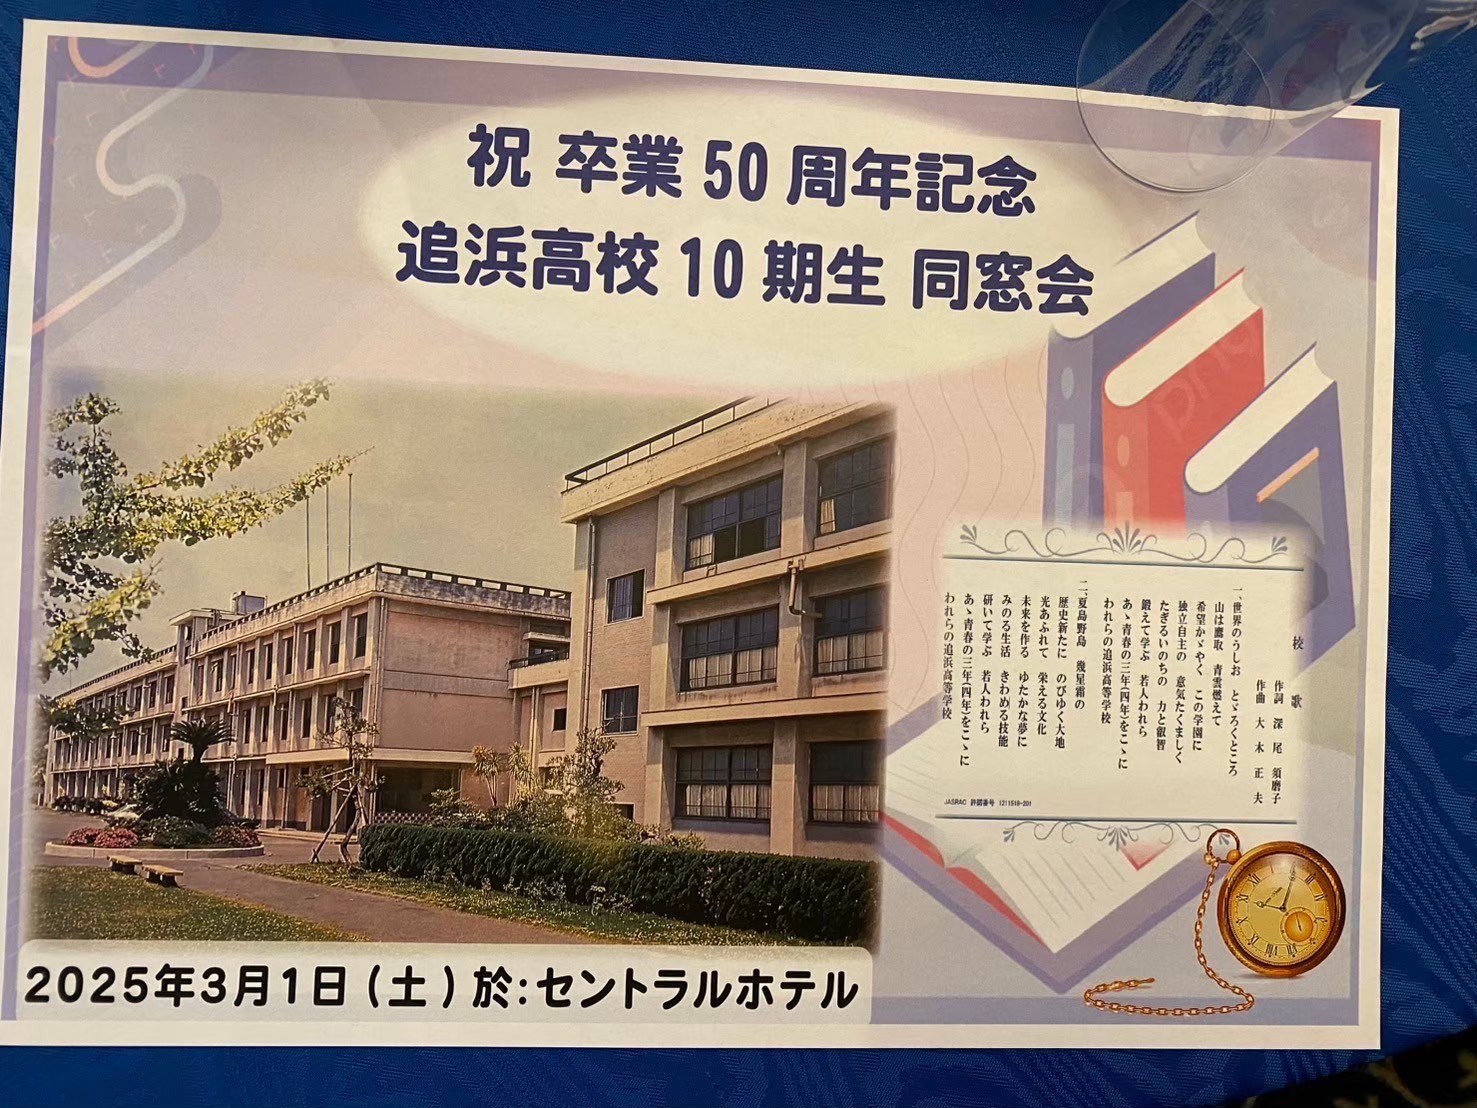 祝 卒業 50 周年記念
追浜高校 10 期生 同窓会
校歌
作詞 深尾 須磨子
作曲 大木 正夫
一、世界のうしお とゞろくところ
山は鷹取 青雲燃えて
希望かゞやく この学園に
独立自主の 意気たくましく
たぎるいのちの 力と叡智
鍛えて学ぶ 若人われら
あゝ青春の三年(四年)をこゝに
われらの追浜高等学校
二、夏島野島 幾星霜の
歴史新たに のびゆく大地
光あふれて 栄える文化
未来を作る ゆたかな夢に
みのる生活 きわめる技能
研いて学ぶ 若人われら
あゝ青春の三年(四年)をこゝに
われらの追浜高等学校
JASRAC 許諾番号 1211519-201
2025年3月1日(土)於:セントラルホテル